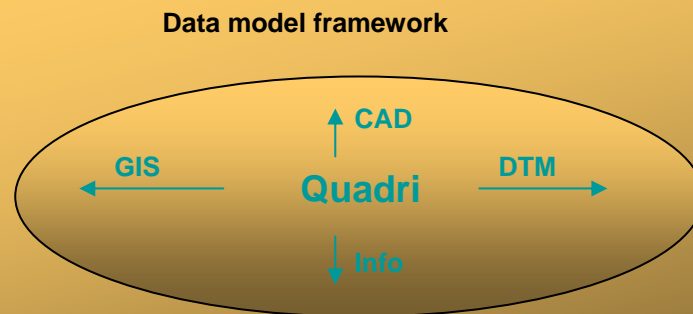 Data model framework
CAD
GIS
Quadri
DTM
Info